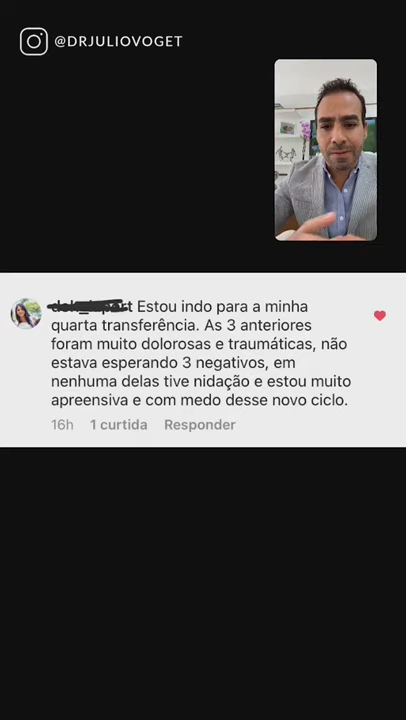 @DRJULIOVOGET
Estou indo para a minha
quarta transferência. As 3 anteriores
foram muito dolorosas e traumáticas, não
estava esperando 3 negativos, em
nenhuma delas tive nidação e estou muito
apreensiva e com medo desse novo ciclo.
16h 1 curtida Responder